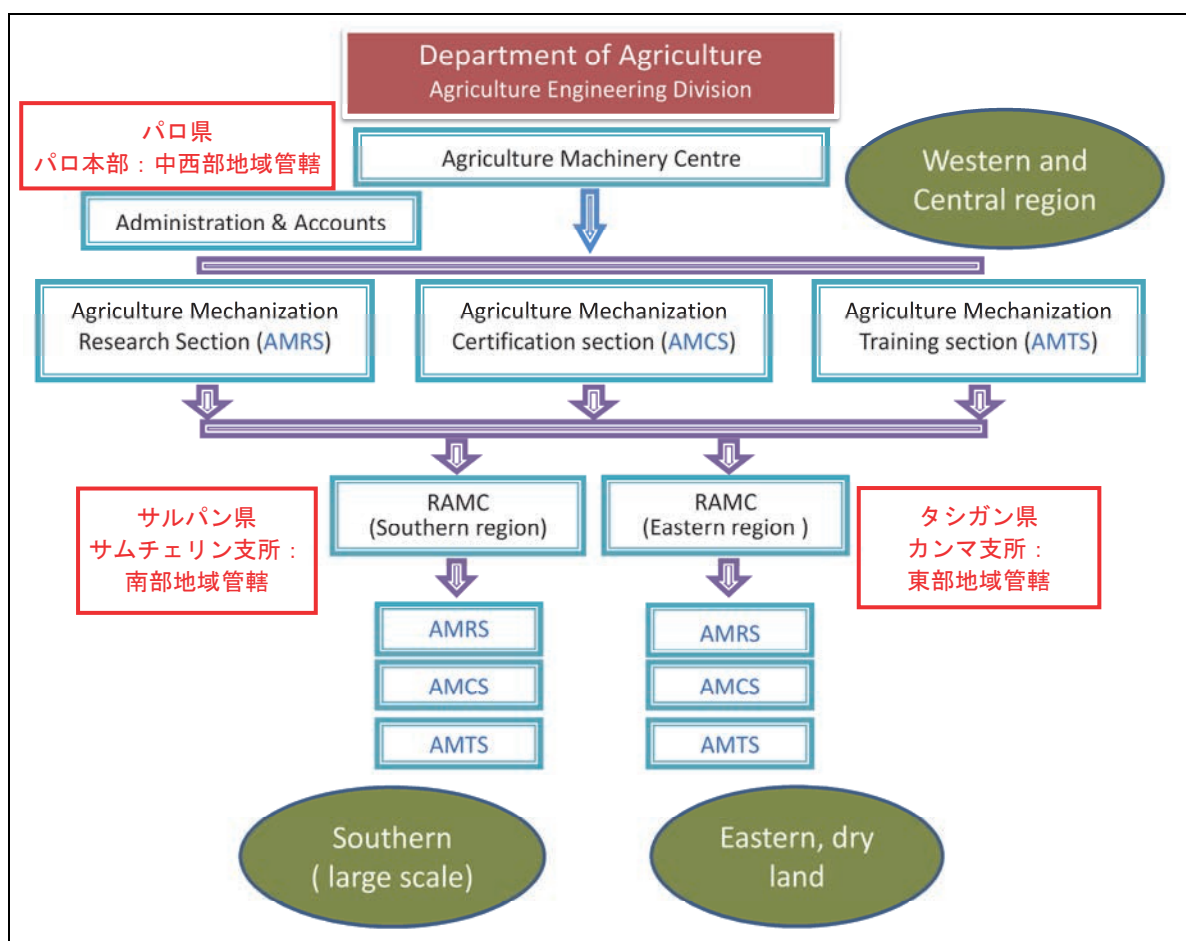 Department of Agriculture
Agriculture Engineering Division
パロ県
パロ本部：中西部地域管轄
Agriculture Machinery Centre
Western and
Central region
Administration & Accounts
Agriculture Mechanization
Research Section (AMRS)
Agriculture Mechanization
Certification section (AMCS)
Agriculture Mechanization
Training section (AMTS)
サルパン県
サムチェリン支所：
南部地域管轄
RAMC
(Southern region)
RAMC
(Eastern region )
タシガン県
カンマ支所：
東部地域管轄
AMRS
AMCS
AMTS
AMRS
AMCS
AMTS
Southern
( large scale)
Eastern, dry
land